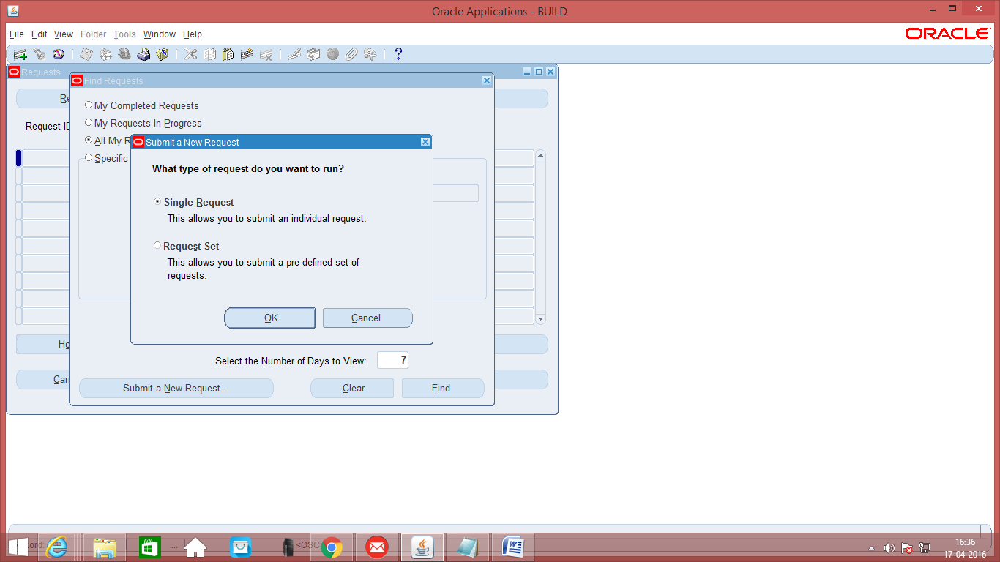 Oracle Applications - BUILD
File Edit View Folder Tools Window Help
ORACLE
Requests
Find Requests
My Completed Requests
Request ID
My Requests In Progress
All My R
Specific
Submit a New Request
What type of request do you want to run?
Single Request
This allows you to submit an individual request.
Request Set
This allows you to submit a pre-defined set of
requests.
OK Cancel
Select the Number of Days to View: 7
Submit a New Request... Clear Find
<OSC
16:36
17-04-2016